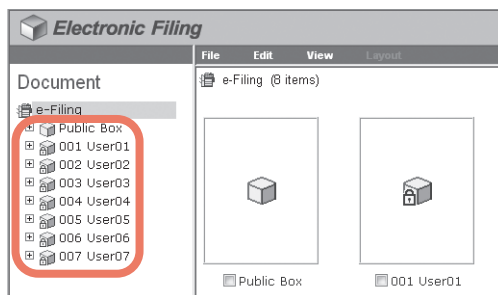 Electronic Filing
File Edit View Layout
Document
e-Filing
Public Box
001 User01
002 User02
003 User03
004 User04
005 User05
006 User06
007 User07
e-Filing (8 items)
Public Box
001 User01